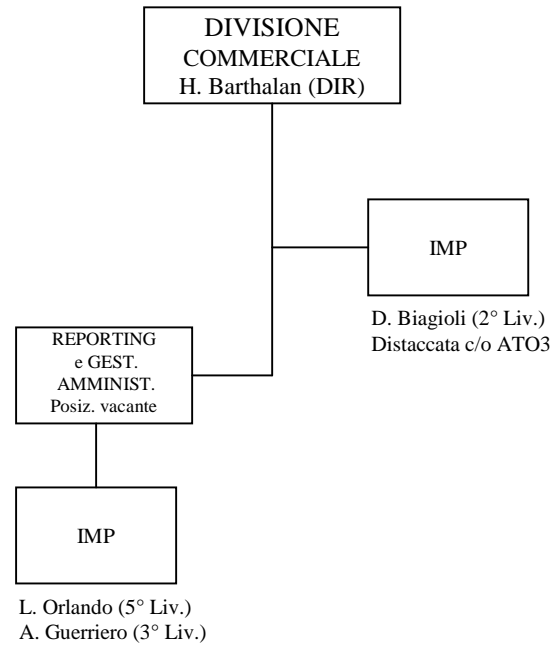 DIVISIONE
COMMERCIALE
H. Barthalan (DIR)
IMP
D. Biagioli (2° Liv.)
Distaccata c/o ATO3
REPORTING
e GEST.
AMMINIST.
Posiz. vacante
IMP
L. Orlando (5° Liv.)
A. Guerriero (3° Liv.)